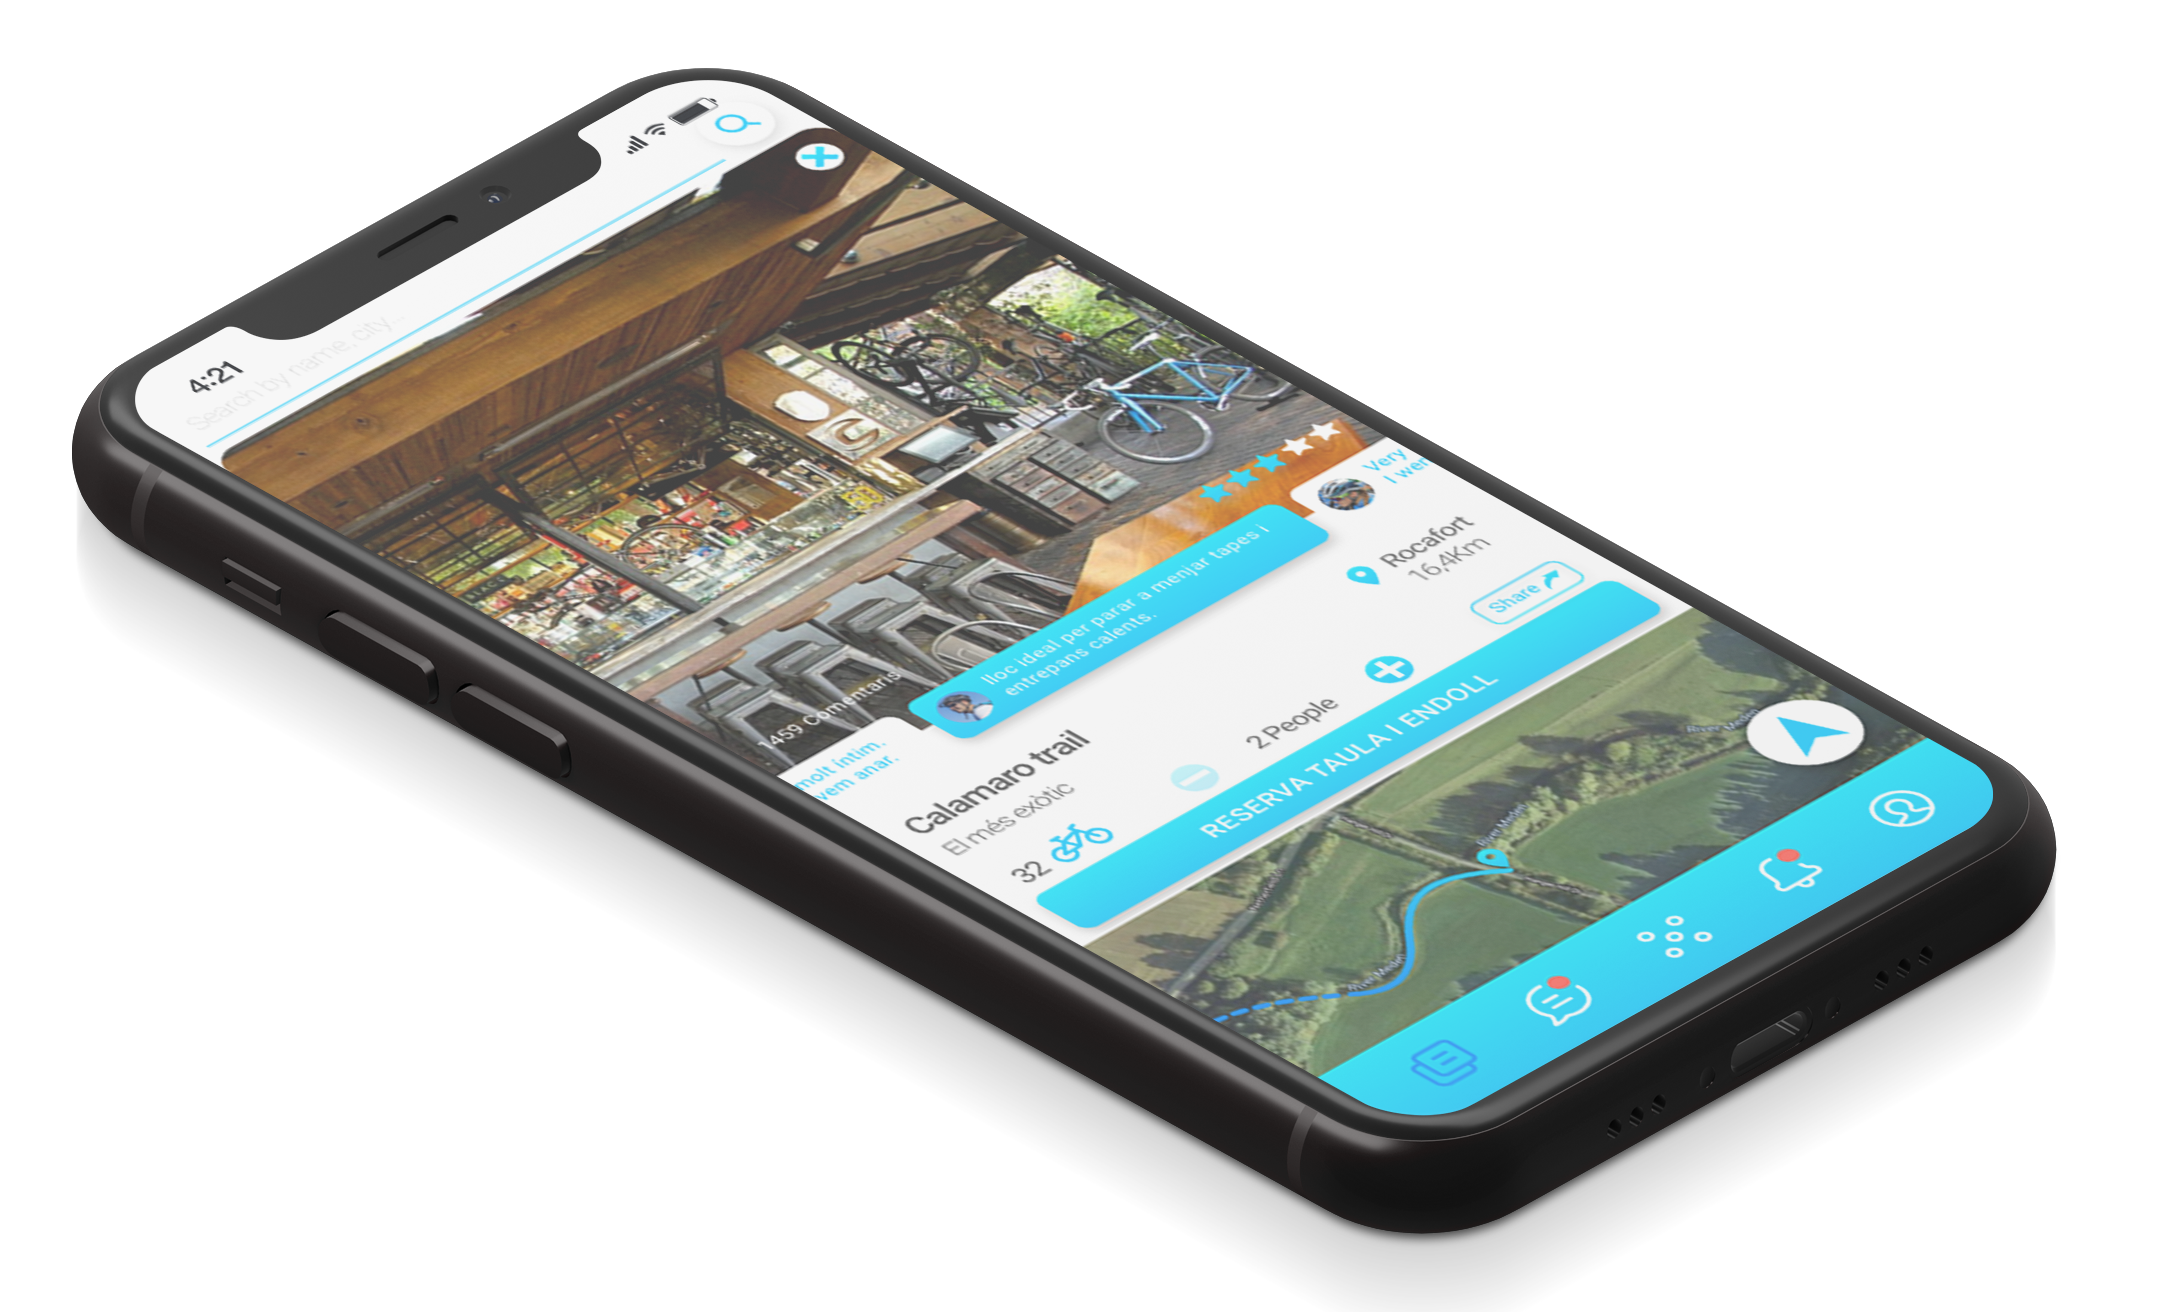 4:21
Search by name, city...
1459 Comentaris
molt íntim.
vem anar.
lloc ideal per parar a menjar tapes i
entrepans calents.
Very
I wer
Calamaro trail
El més exòtic
Rocafort
16,4Km
32
2 People
Share
RESERVA TAULA I ENDOLL
River Meden
River Meden
River Meden